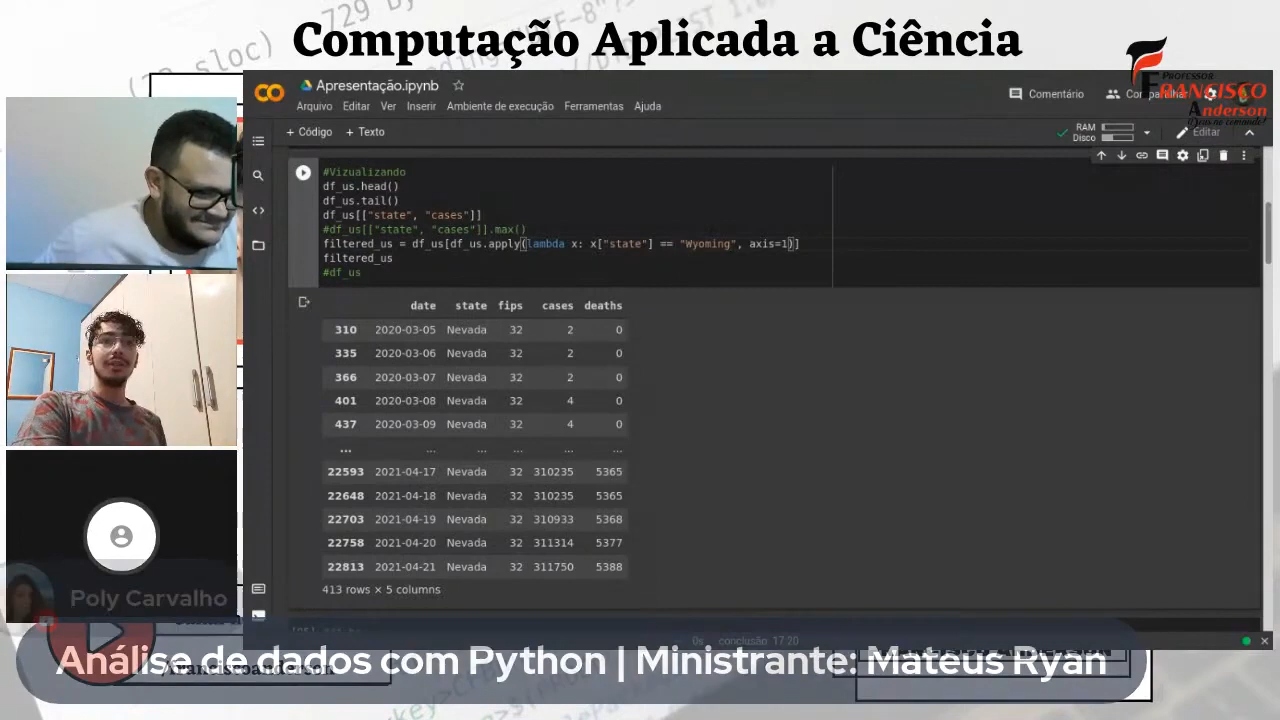 Computação Aplicada a Ciência
PROFESSOR
FRANCISCO
Anderson
Apresentação.ipynb
Arquivo Editar Ver Inserir Ambiente de execução Ferramentas Ajuda
Comentário
+ Código + Texto
RAM
Disco
Editar
#Vizualizando
df_us.head()
df_us.tail()
df_us[["state", "cases"]]
#df_us[["state", "cases"]].max()
filtered_us = df_us[df_us.apply(lambda x: x["state"] == "Wyoming", axis=1)]
filtered_us
#df_us
date state fips cases deaths
310 2020-03-05 Nevada 32 2 0
335 2020-03-06 Nevada 32 2 0
366 2020-03-07 Nevada 32 2 0
401 2020-03-08 Nevada 32 4 0
437 2020-03-09 Nevada 32 4 0
... ... ... ... ... ...
22593 2021-04-17 Nevada 32 310235 5365
22648 2021-04-18 Nevada 32 310235 5365
22703 2021-04-19 Nevada 32 310933 5368
22758 2021-04-20 Nevada 32 311314 5377
22813 2021-04-21 Nevada 32 311750 5388
413 rows × 5 columns
Poly Carvalho
0s conclusão 17:20
Análise de dados com Python | Ministrante: Mateus Ryan